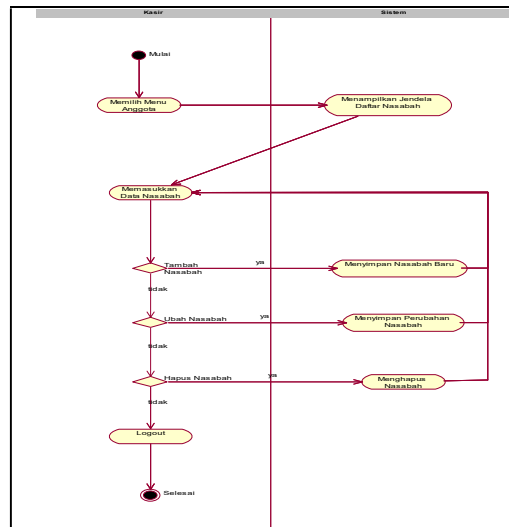 Kasir
Sistem
Mulai
Memilih Menu
Anggota
Menampilkan Jendela
Daftar Nasabah
Memasukkan
Data Nasabah
Tambah
Nasabah
ya
Menyimpan Nasabah Baru
tidak
Ubah Nasabah
ya
Menyimpan Perubahan
Nasabah
tidak
Hapus Nasabah
ya
Menghapus
Nasabah
tidak
Logout
Selesai